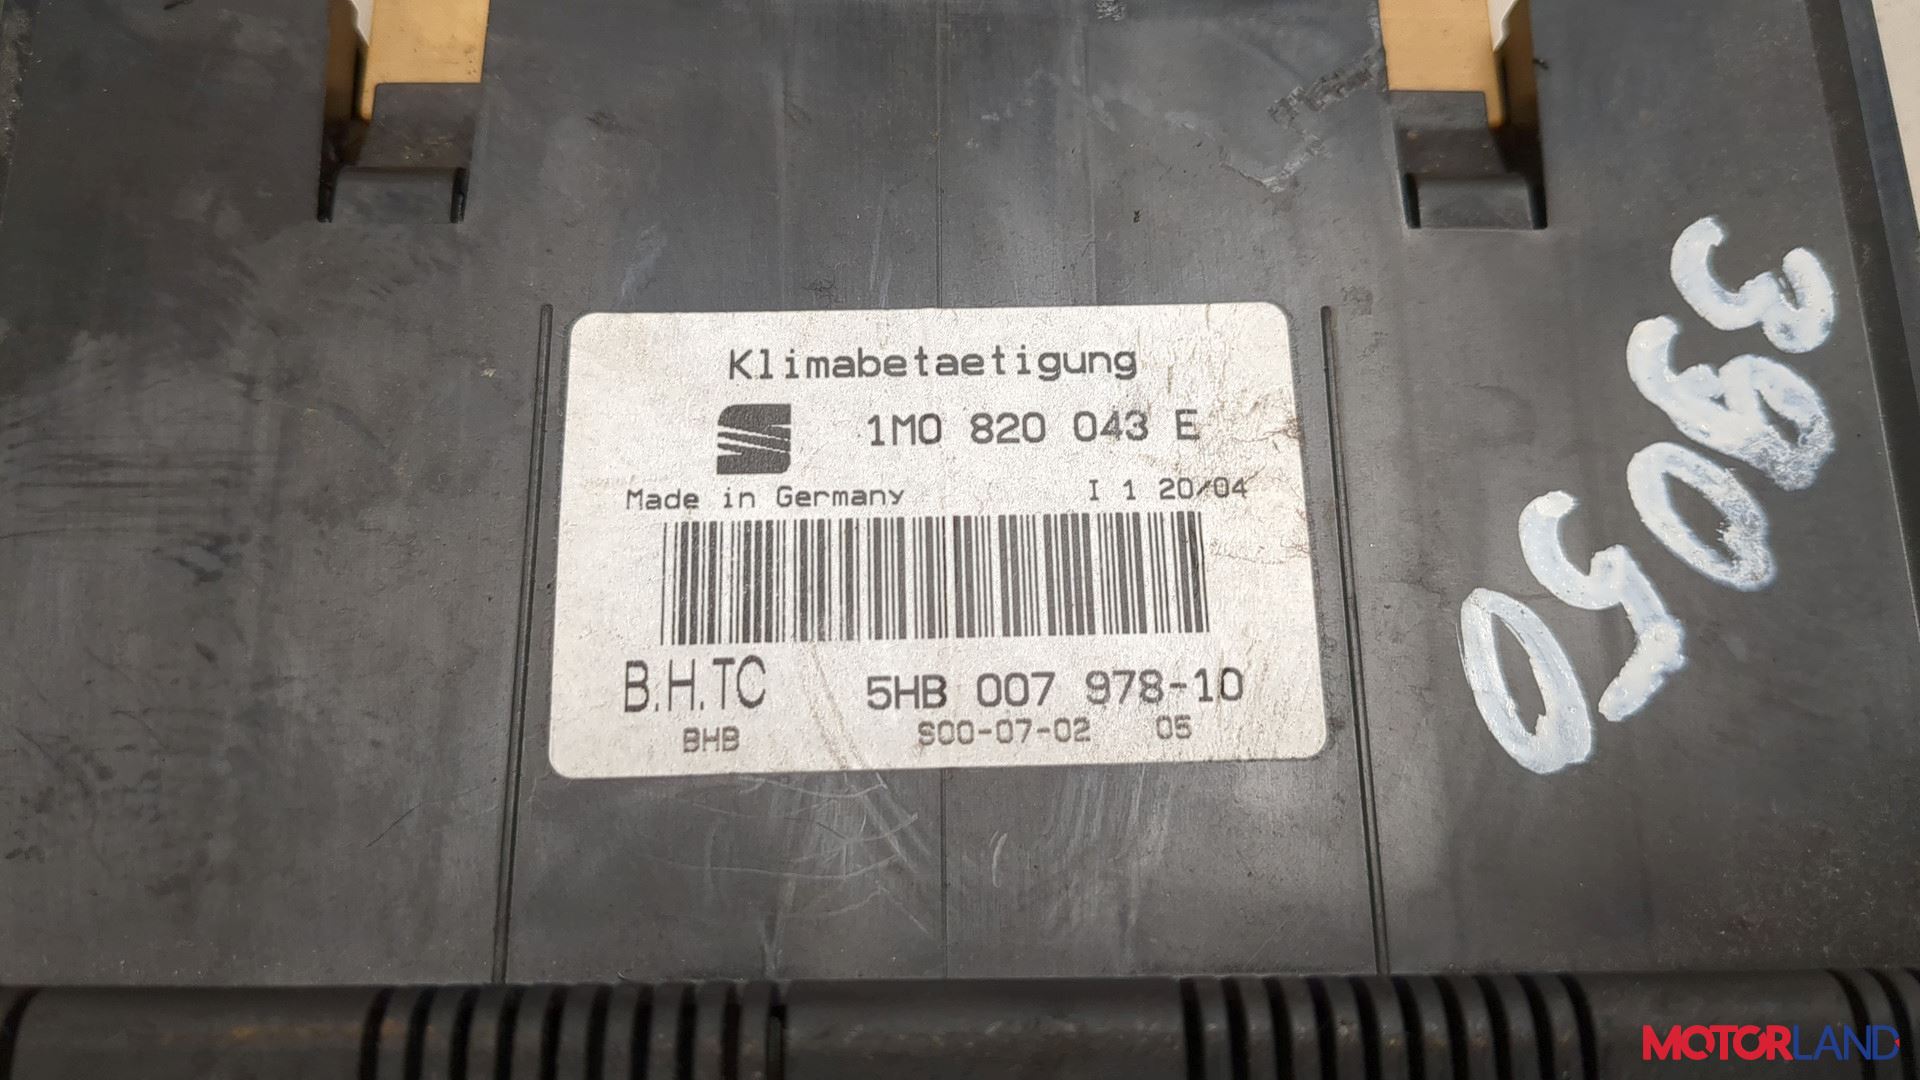 Klimabetaetigung
1M0 820 043 E
Made in Germany I 1 20/04
B.H.TC 5HB 007 978-10
BHB S00-07-02 05
39050
MOTORLAND